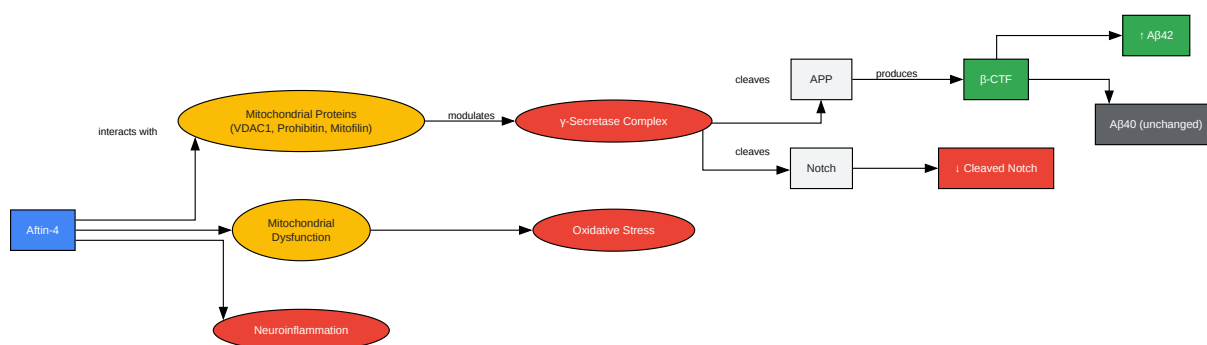 ↑ Aβ42
cleaves
APP
produces
β-CTF
Mitochondrial Proteins
(VDAC1, Prohibitin, Mitofilin)
modulates
γ-Secretase Complex
Aβ40 (unchanged)
interacts with
cleaves
Notch
↓ Cleaved Notch
Aftin-4
Mitochondrial
Dysfunction
Oxidative Stress
Neuroinflammation